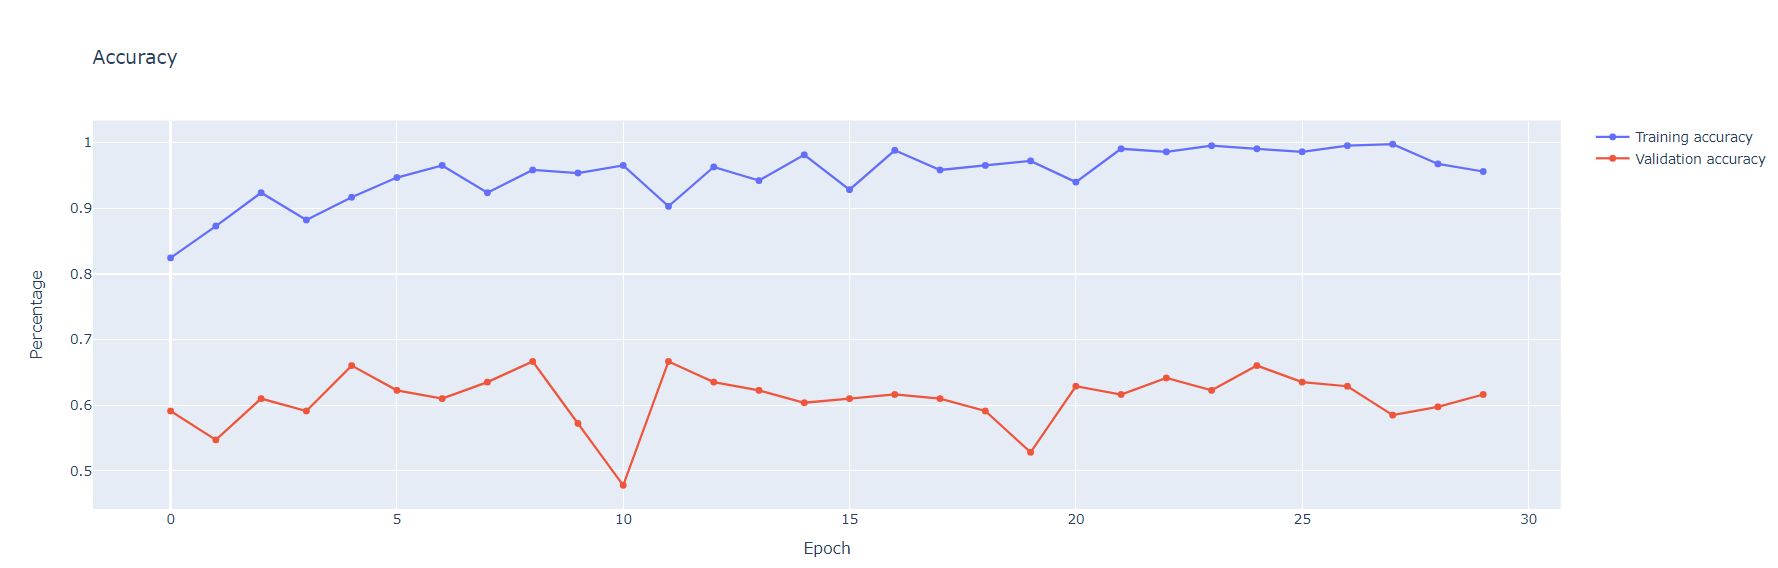 Accuracy
1
0.9
0.8
0.7
0.6
0.5
Percentage
0 5 10 15 20 25 30
Epoch
Training accuracy
Validation accuracy